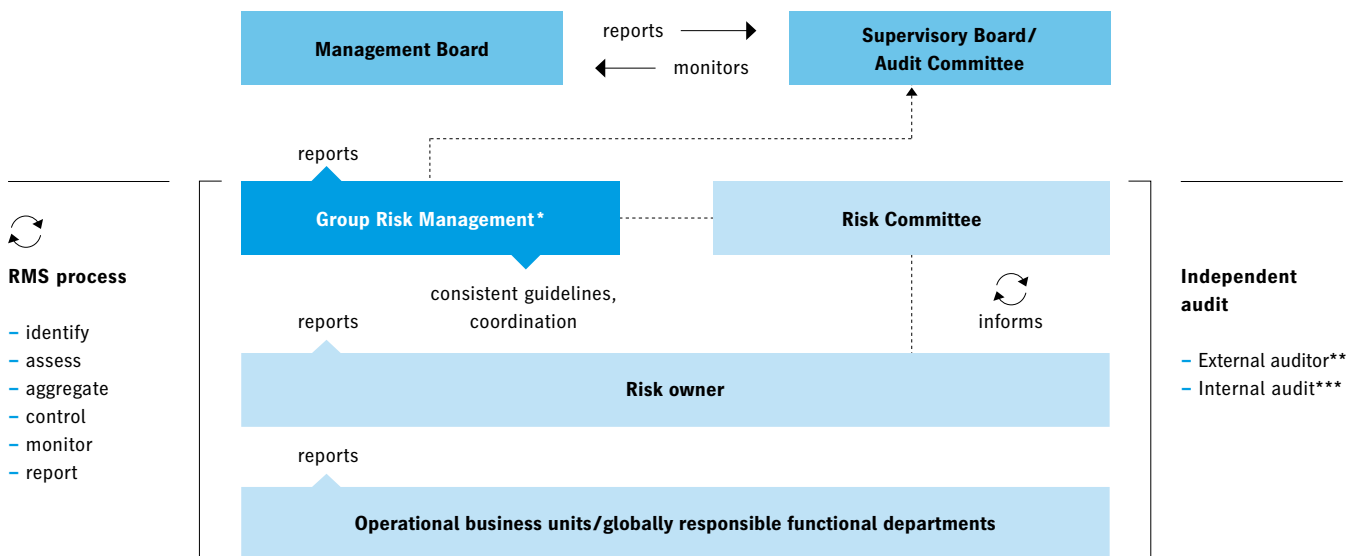 Management Board
reports
monitors
Supervisory Board/
Audit Committee
reports
Group Risk Management*
Risk Committee
RMS process
– identify
– assess
– aggregate
– control
– monitor
– report
consistent guidelines,
coordination
informs
Independent
audit
– External auditor**
– Internal audit***
reports
Risk owner
reports
Operational business units/globally responsible functional departments